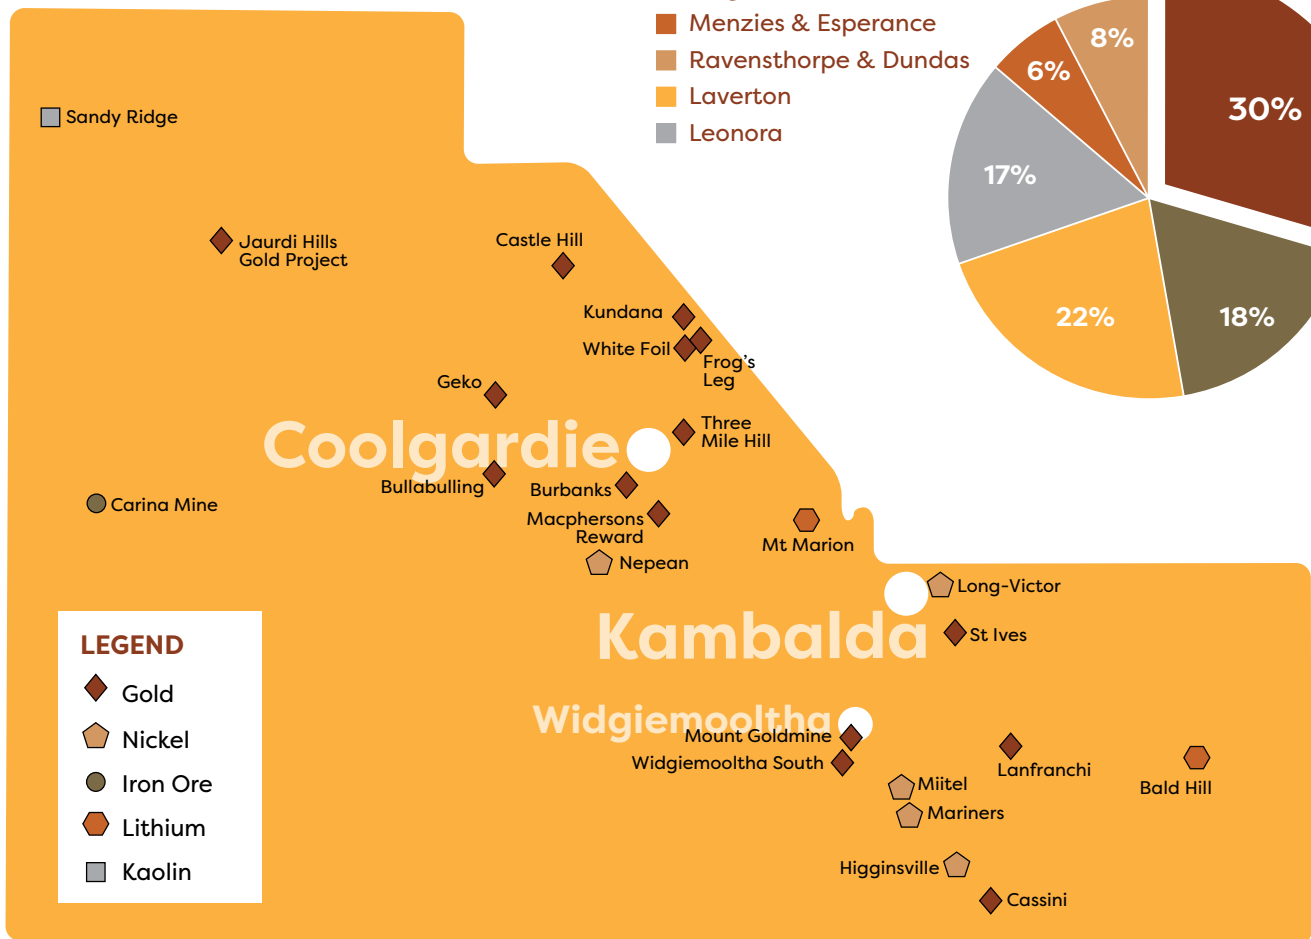 Menzies & Esperance
Ravensthorpe & Dundas
Laverton
Leonora
8%
6%
30%
17%
22%
18%
Sandy Ridge
Jaurdi Hills
Gold Project
Castle Hill
Kundana
White Foil
Frog's
Leg
Geko
Three
Mile Hill
Coolgardie
Bullabulling
Burbanks
Carina Mine
Macphersons
Reward
Mt Marion
Nepean
Long-Victor
Kambalda
St Ives
Widgiemooltha
Mount Goldmine
Widgiemooltha South
Lanfranchi
Bald Hill
Miitel
Mariners
Higginsville
Cassini
LEGEND
Gold
Nickel
Iron Ore
Lithium
Kaolin